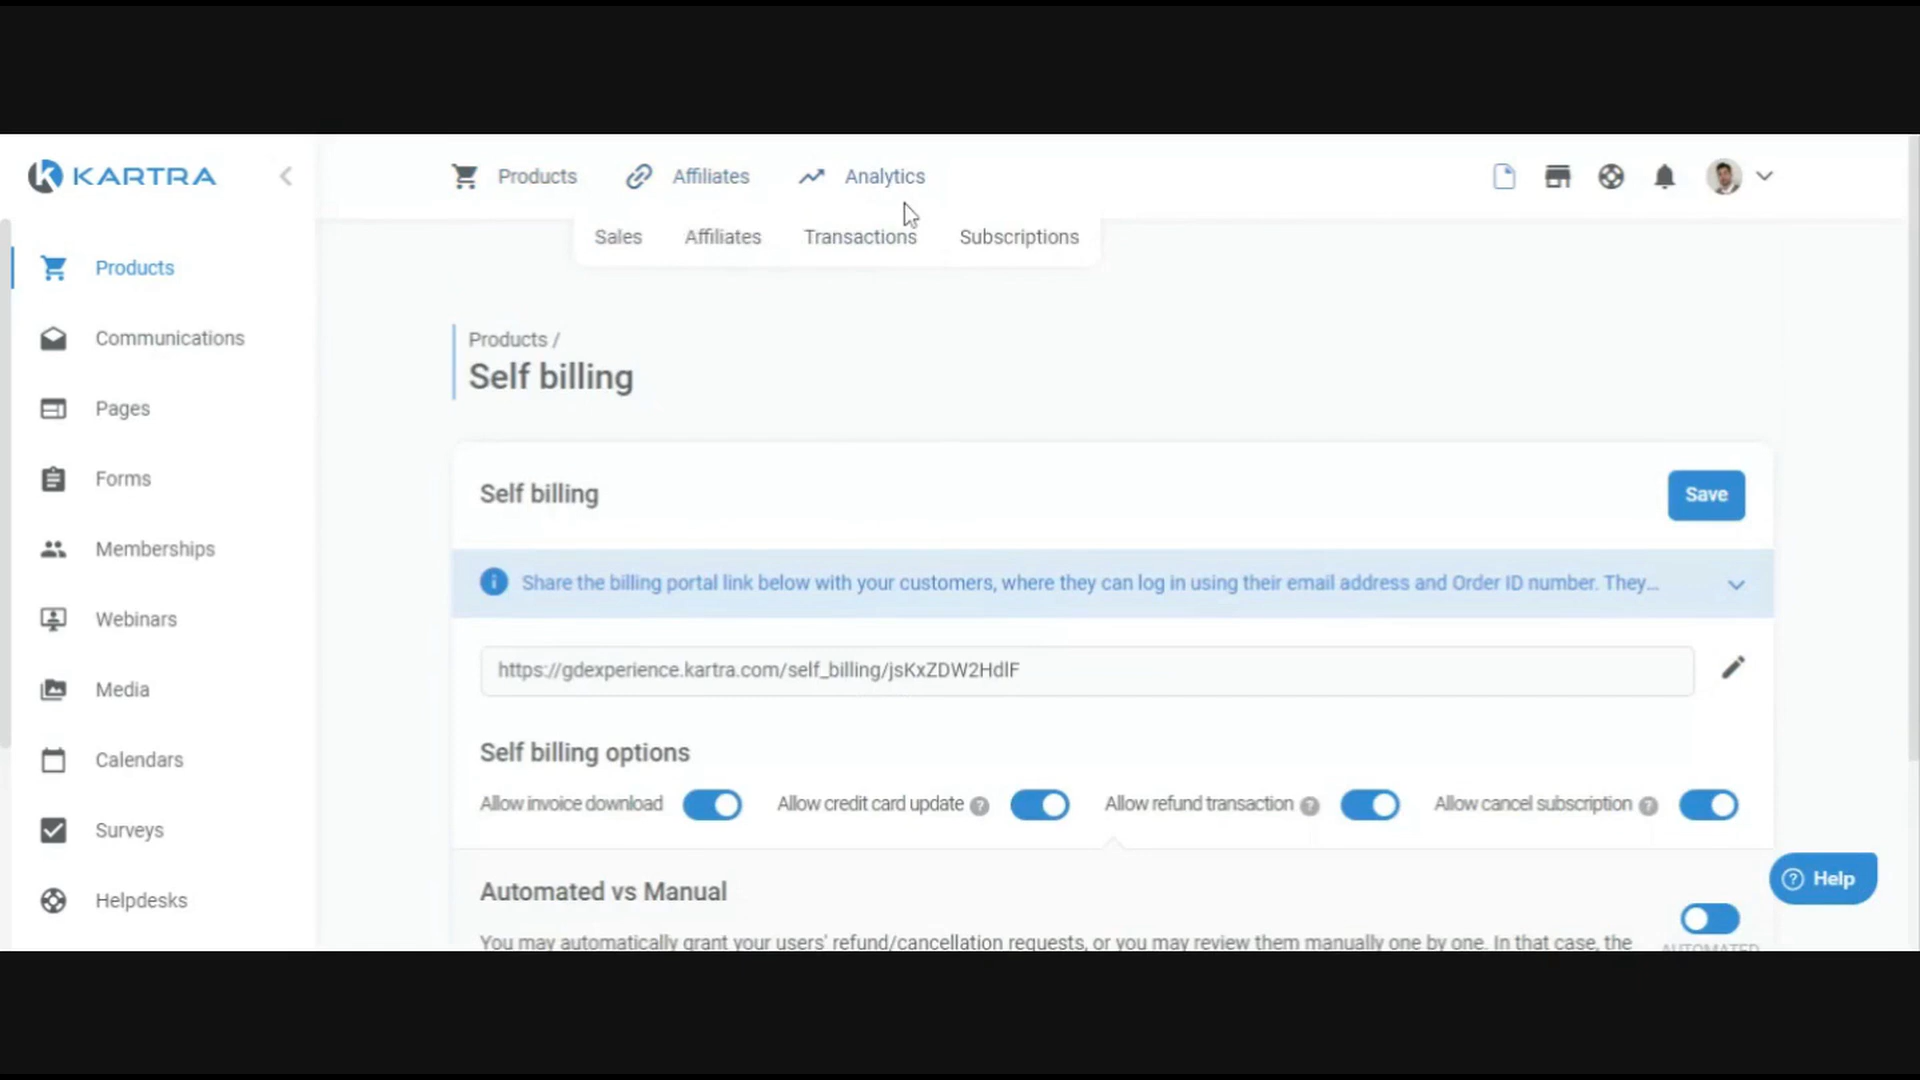 KARTRA
Products Affiliates Analytics
Sales Affiliates Transactions Subscriptions
Products
Communications
Pages
Forms
Memberships
Webinars
Media
Calendars
Surveys
Helpdesks
Products /
Self billing
Self billing
Save
Share the billing portal link below with your customers, where they can log in using their email address and Order ID number. They...
https://gdexperience.kartra.com/self_billing/jsKxZDW2HdlF
Self billing options
Allow invoice download Allow credit card update Allow refund transaction Allow cancel subscription
Automated vs Manual
You may automatically grant your users' refund/cancellation requests, or you may review them manually one by one. In that case, the
AUTOMATED
Help